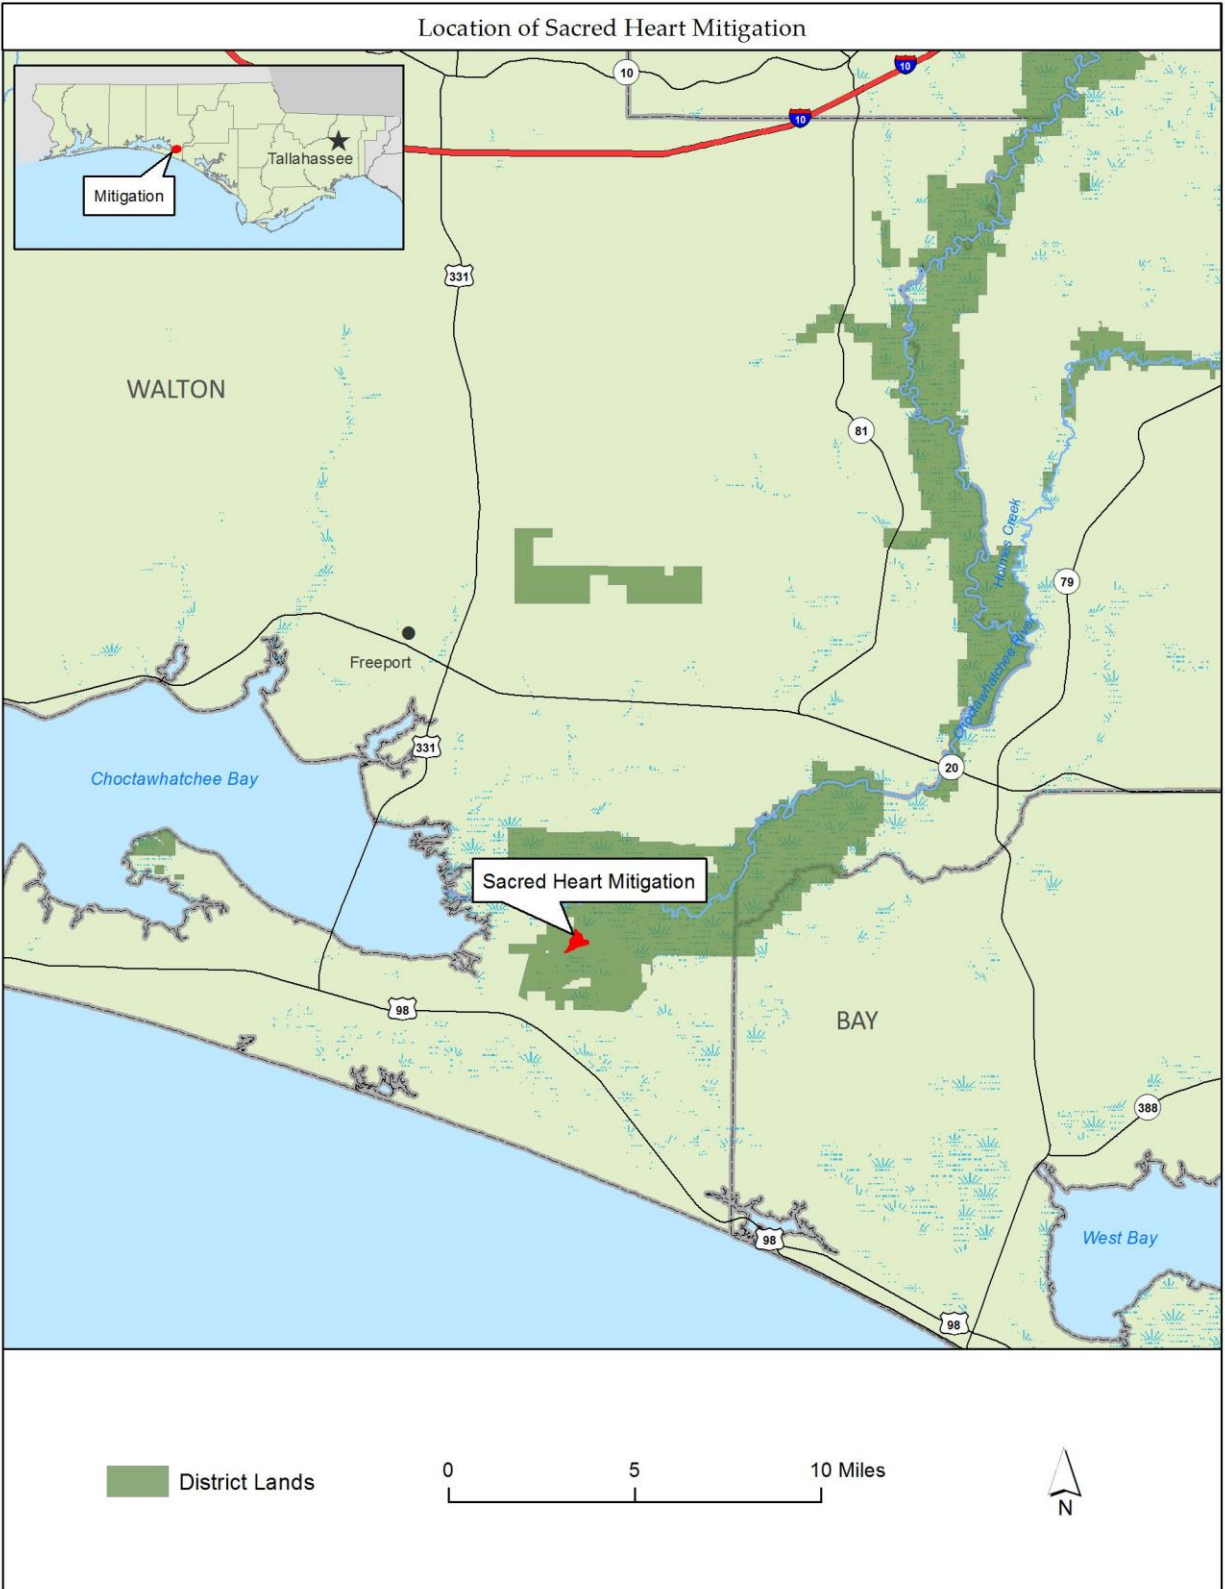 Location of Sacred Heart Mitigation
Tallahassee
Mitigation
10
10
10
331
WALTON
81
Holmes Creek
79
Freeport
Choctawhatchee River
331
20
Choctawhatchee Bay
Sacred Heart Mitigation
98
BAY
388
West Bay
98
98
District Lands
0 5 10 Miles
N